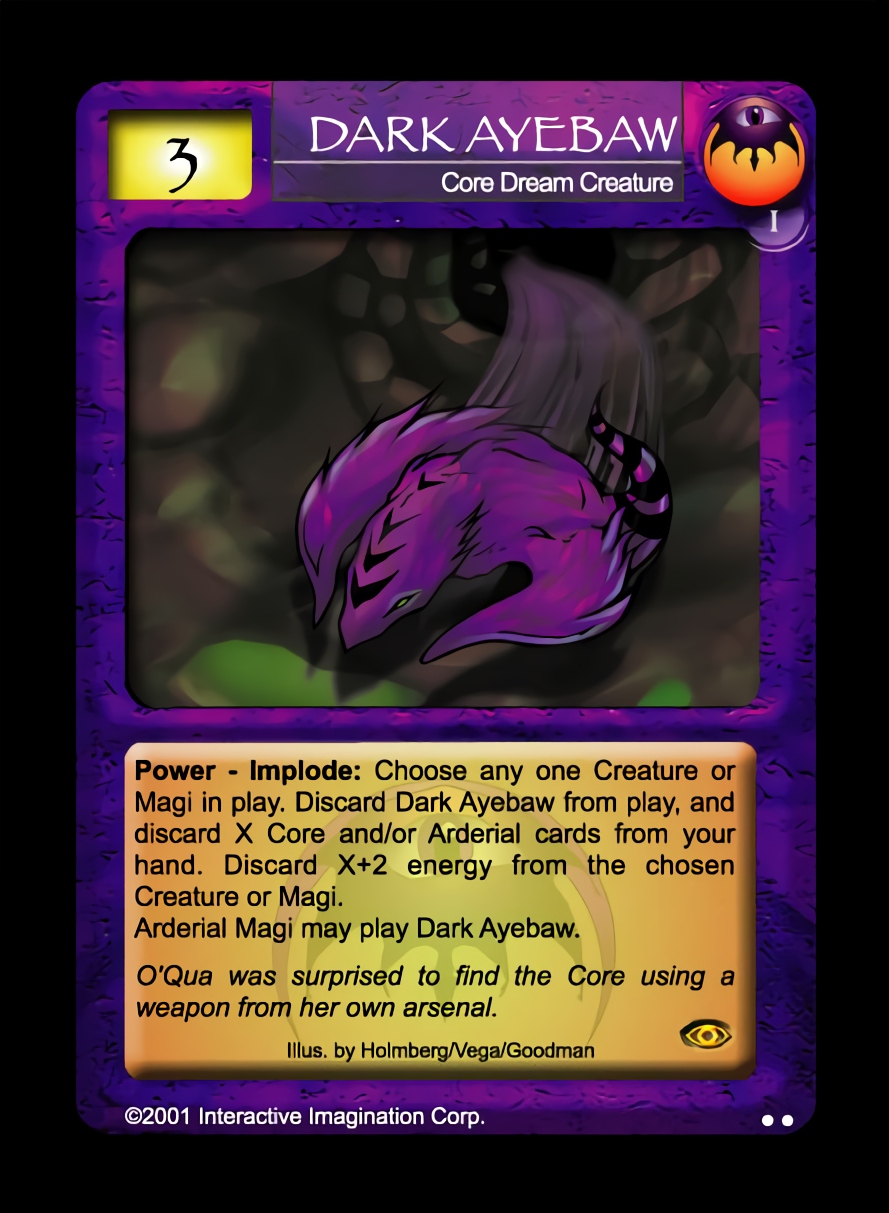 3
DARK AYEBAW
Core Dream Creature
I
Power - Implode: Choose any one Creature or
Magi in play. Discard Dark Ayebaw from play, and
discard X Core and/or Arderial cards from your
hand. Discard X+2 energy from the chosen
Creature or Magi.
Arderial Magi may play Dark Ayebaw.
O'Qua was surprised to find the Core using a
weapon from her own arsenal.
Illus. by Holmberg/Vega/Goodman
©2001 Interactive Imagination Corp.